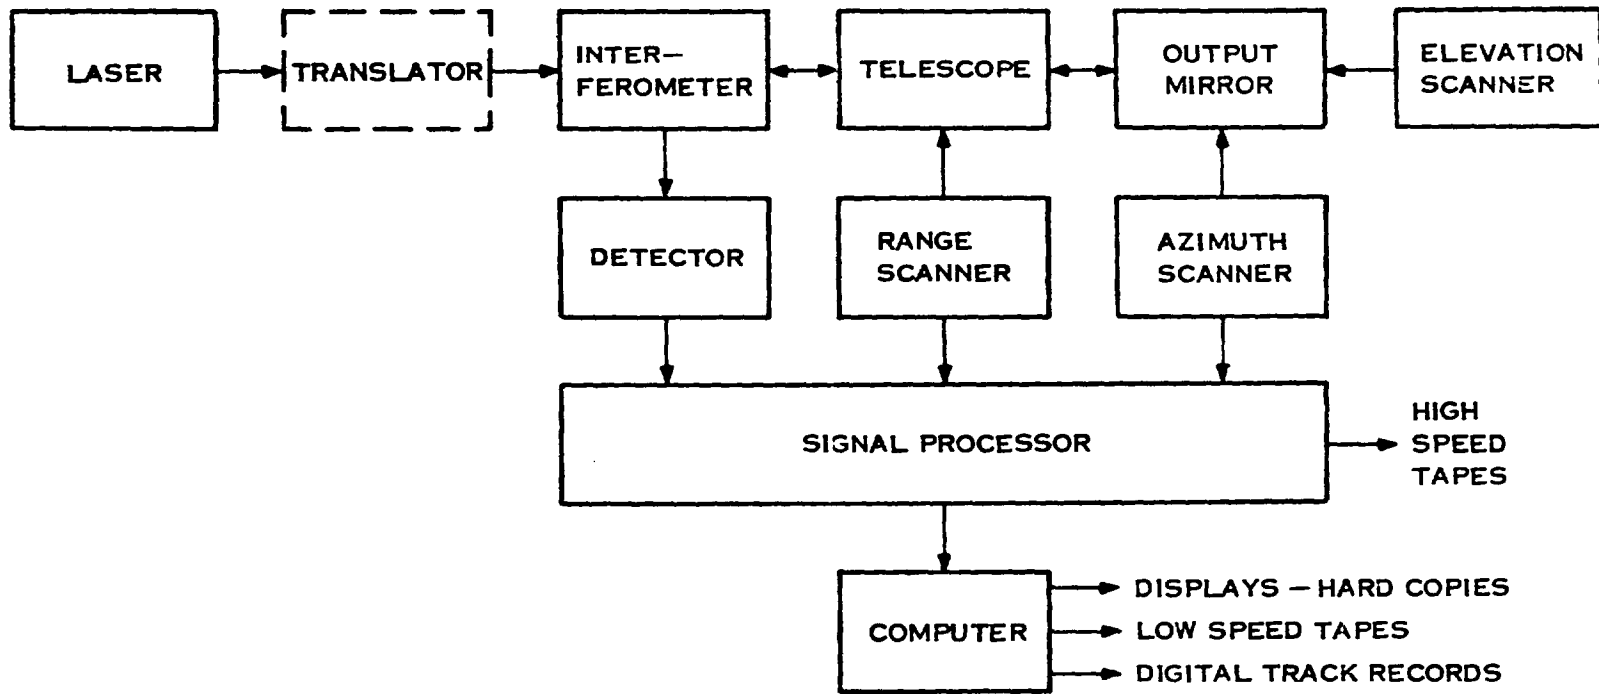 LASER
TRANSLATOR
INTER-
FEROMETER
TELESCOPE
OUTPUT
MIRROR
ELEVATION
SCANNER
DETECTOR
RANGE
SCANNER
AZIMUTH
SCANNER
SIGNAL PROCESSOR
HIGH
SPEED
TAPES
COMPUTER
DISPLAYS — HARD COPIES
LOW SPEED TAPES
DIGITAL TRACK RECORDS